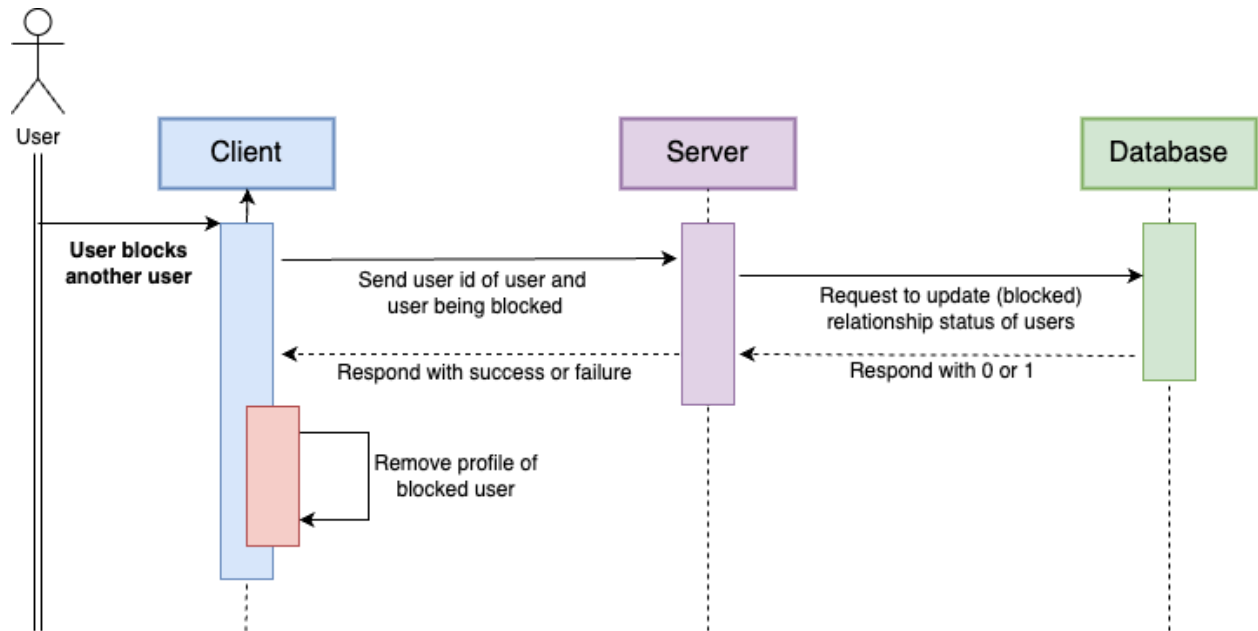 User
Client
Server
Database
User blocks
another user
Send user id of user and
user being blocked
Request to update (blocked)
relationship status of users
Respond with success or failure
Respond with 0 or 1
Remove profile of
blocked user